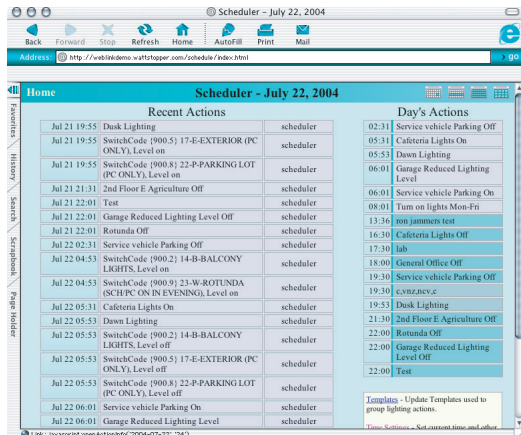 Scheduler - July 22, 2004
Back Forward Stop Refresh Home AutoFill Print Mail
Address: http://weblinkdemo.wattstopper.com/schedule/index.html go
Favorites
History
Search
Scrapbook
Page Holder
Home Scheduler - July 22, 2004
Recent Actions
Jul 21 19:55 Dusk Lighting scheduler
Jul 21 19:55 SwitchCode {900.5} 17-E-EXTERIOR (PC scheduler
ONLY), Level on
Jul 21 19:55 SwitchCode {900.8} 22-P-PARKING LOT scheduler
(PC ONLY), Level on
Jul 21 21:31 2nd Floor E Agriculture Off scheduler
Jul 21 22:01 Test scheduler
Jul 21 22:01 Garage Reduced Lighting Level Off scheduler
Jul 21 22:01 Rotunda Off scheduler
Jul 22 02:31 Service vehicle Parking Off scheduler
Jul 22 04:53 SwitchCode {900.2} 14-B-BALCONY scheduler
LIGHTS, Level on
Jul 22 04:53 SwitchCode {900.9} 23-W-ROTUNDA scheduler
(SCH/PC ON IN EVENING), Level on
Jul 22 05:31 Cafeteria Lights On scheduler
Jul 22 05:53 Dawn Lighting scheduler
Jul 22 05:53 SwitchCode {900.2} 14-B-BALCONY scheduler
LIGHTS, Level off
Jul 22 05:53 SwitchCode {900.5} 17-E-EXTERIOR (PC scheduler
ONLY), Level off
Jul 22 05:53 SwitchCode {900.8} 22-P-PARKING LOT scheduler
(PC ONLY), Level off
Jul 22 06:01 Service vehicle Parking On scheduler
Jul 22 06:01 Garage Reduced Lighting Level scheduler
Day's Actions
02:31 Service vehicle Parking Off
05:31 Cafeteria Lights On
05:53 Dawn Lighting
06:01 Garage Reduced Lighting
Level
06:01 Service vehicle Parking On
08:01 Turn on lights Mon-Fri
13:36 ron jammers test
16:30 Cafeteria Lights Off
17:30 lab
18:00 General Office Off
19:30 Service vehicle Parking Off
19:30 c,vnz,ncv,c
19:53 Dusk Lighting
21:30 2nd Floor E Agriculture Off
22:00 Rotunda Off
22:00 Garage Reduced Lighting
Level Off
22:00 Test
Templates - Update Templates used to
group lighting actions.
Time Settings - Set current time and other